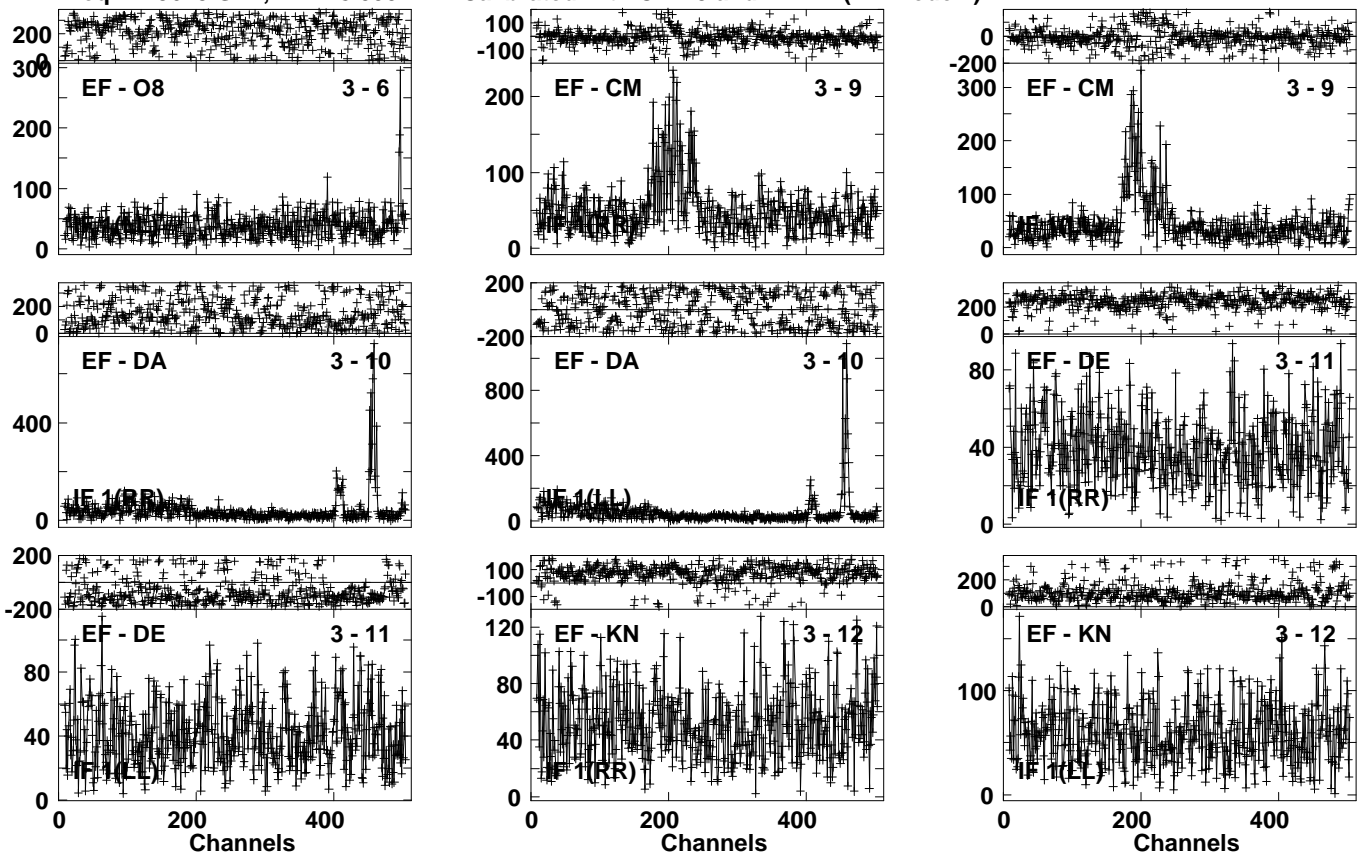 200 0 100 -100 0 -200
EF - O8 3 - 6 EF - CM 3 - 9 EF - CM 3 - 9
300 200 100 0
200 100 0
300 200 100 0
IF 1(RR)
200 0 200 -200 200 0
EF - DA 3 - 10 EF - DA 3 - 10 EF - DE 3 - 11
400 0
800 400 0
80 40 0
IF 1(RR) IF 1(LL) IF 1(RR)
200 -200 100 -100 200 0
EF - DE 3 - 11 EF - KN 3 - 12 EF - KN 3 - 12
80 40 0
120 80 40 0
100 0
IF 1(LL) IF 1(RR) IF 1(LL)
0 200 400 0 200 400 0 200 400
Channels Channels Channels